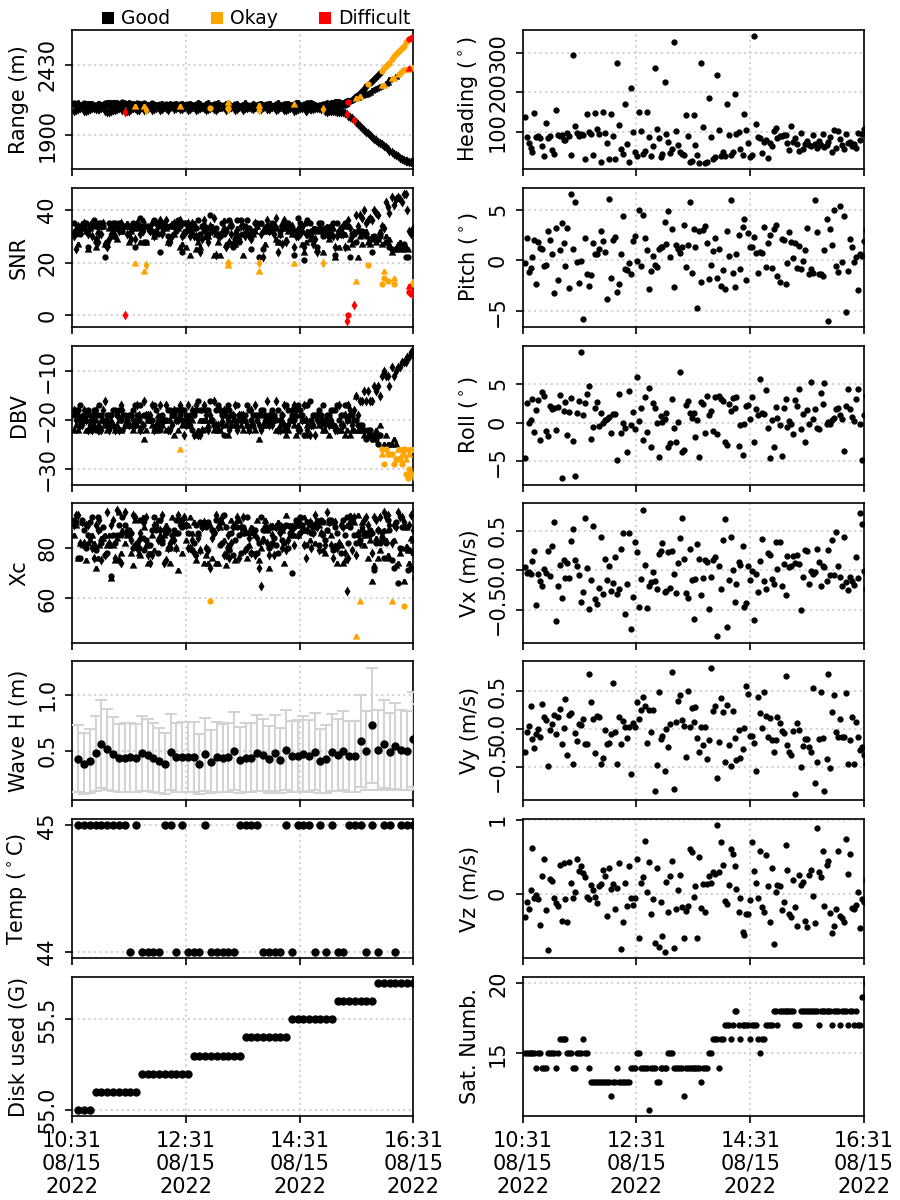 Good Okay Difficult
Range (m)
2430
1900
Heading (°)
300
200
100
SNR
40
20
0
Pitch (°)
5
0
−5
DBV
−10
−20
−30
Roll (°)
5
0
−5
Xc
80
60
Vx (m/s)
0.5
0.0
−0.5
Wave H (m)
1.0
0.5
Vy (m/s)
0.5
0.0
−0.5
Temp (°C)
45
44
Vz (m/s)
1
0
Disk used (G)
55.5
55.0
Sat. Numb.
20
15
10:31 12:31 14:31 16:31 10:31 12:31 14:31 16:31
08/15 08/15 08/15 08/15 08/15 08/15 08/15 08/15
2022 2022 2022 2022 2022 2022 2022 2022